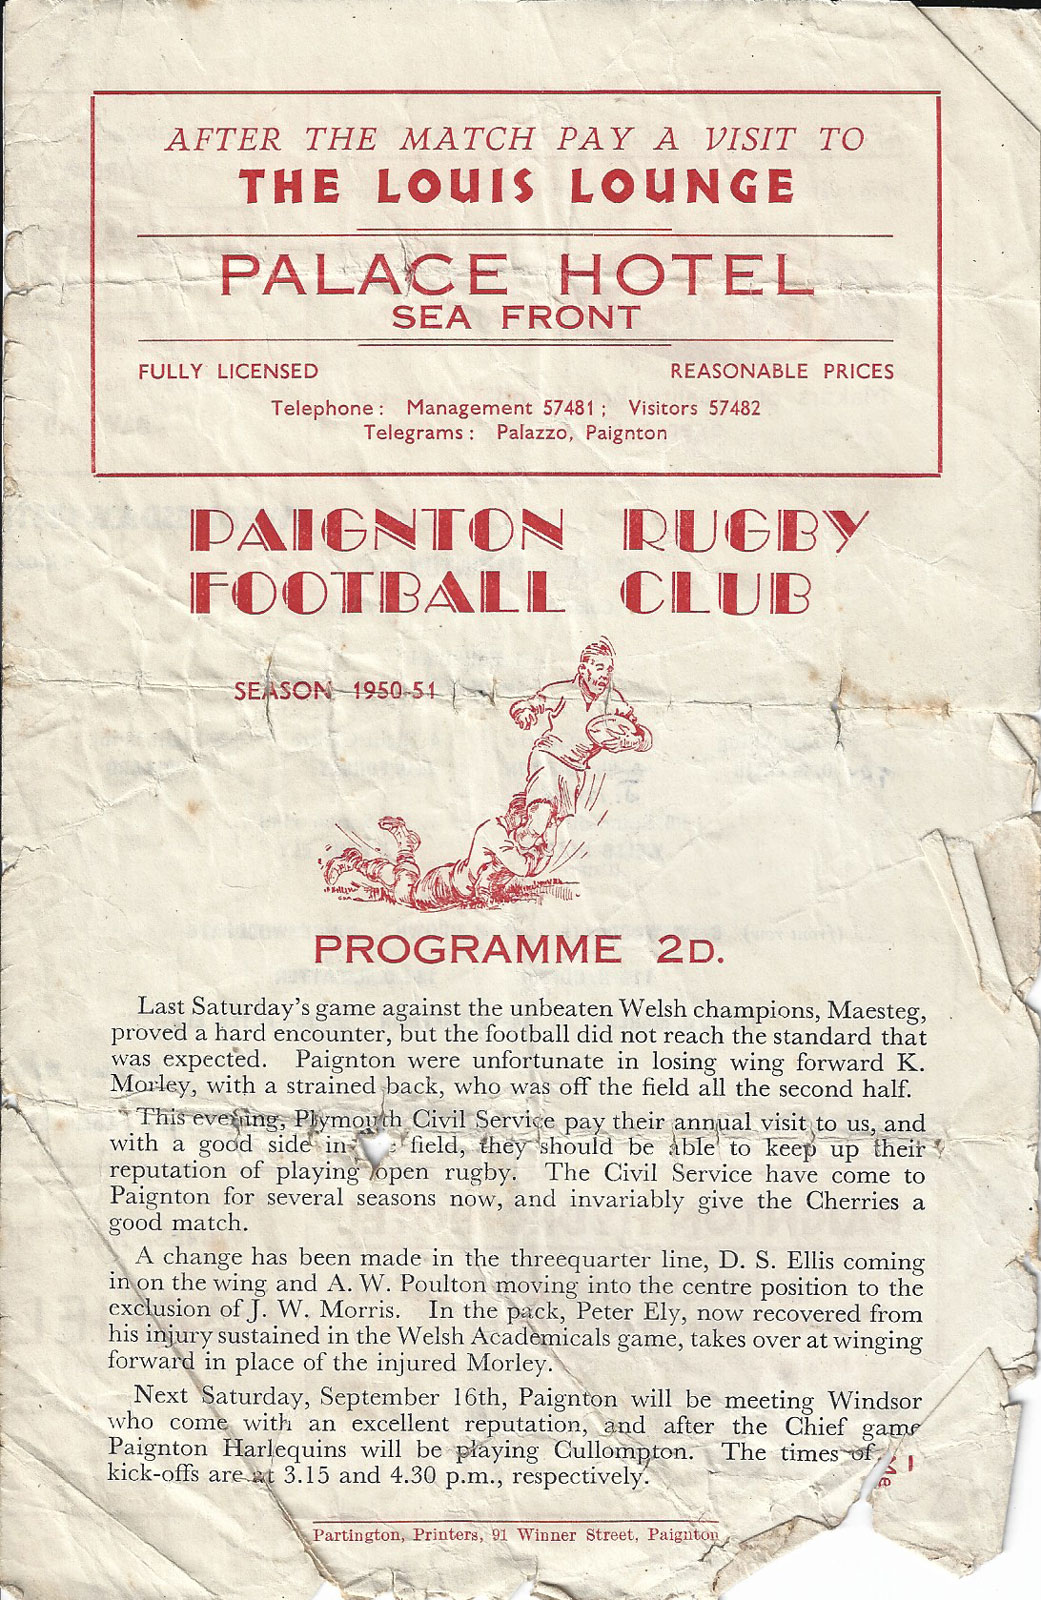 AFTER THE MATCH PAY A VISIT TO
THE LOUIS LOUNGE
PALACE HOTEL
SEA FRONT
FULLY LICENSED REASONABLE PRICES
Telephone: Management 57481; Visitors 57482
Telegrams: Palazzo, Paignton
PAIGNTON RUGBY
FOOTBALL CLUB
SEASON 1950-51
PROGRAMME 2D.
Last Saturday's game against the unbeaten Welsh champions, Maesteg,
proved a hard encounter, but the football did not reach the standard that
was expected. Paignton were unfortunate in losing wing forward K.
Morley, with a strained back, who was off the field all the second half.
This evening, Plymouth Civil Service pay their annual visit to us, and
with a good side in field, they should be able to keep up their
reputation of playing open rugby. The Civil Service have come to
Paignton for several seasons now, and invariably give the Cherries a
good match.
A change has been made in the threequarter line, D. S. Ellis coming
in on the wing and A. W. Poulton moving into the centre position to the
exclusion of J. W. Morris. In the pack, Peter Ely, now recovered from
his injury sustained in the Welsh Academicals game, takes over at winging
forward in place of the injured Morley.
Next Saturday, September 16th, Paignton will be meeting Windsor
who come with an excellent reputation, and after the Chief game
Paignton Harlequins will be playing Cullompton. The times of
kick-offs are at 3.15 and 4.30 p.m., respectively.
Partington, Printers, 91 Winner Street, Paignton